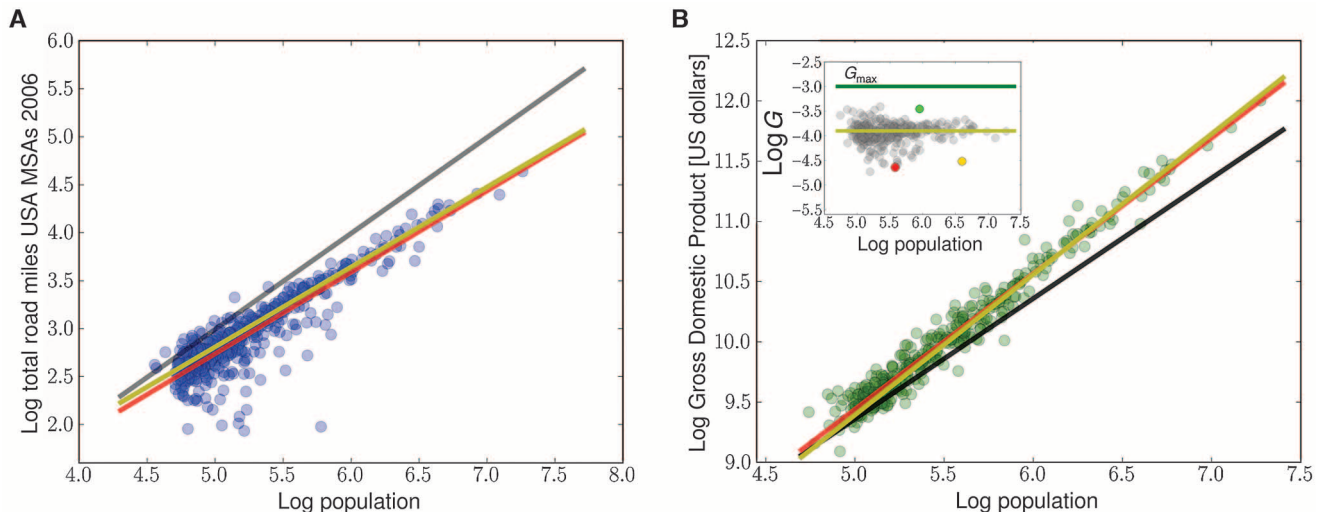 A
Log total road miles USA MSAs 2006
6.0
5.5
5.0
4.5
4.0
3.5
3.0
2.5
2.0
4.0 4.5 5.0 5.5 6.0 6.5 7.0 7.5 8.0
Log population
B
Log Gross Domestic Product [US dollars]
12.5
12.0
11.5
11.0
10.5
10.0
9.5
9.0
4.5 5.0 5.5 6.0 6.5 7.0 7.5
Log population
Log G
−2.5
−3.0
−3.5
−4.0
−4.5
−5.0
−5.5
Gmax
4.5 5.0 5.5 6.0 6.5 7.0 7.5
Log population